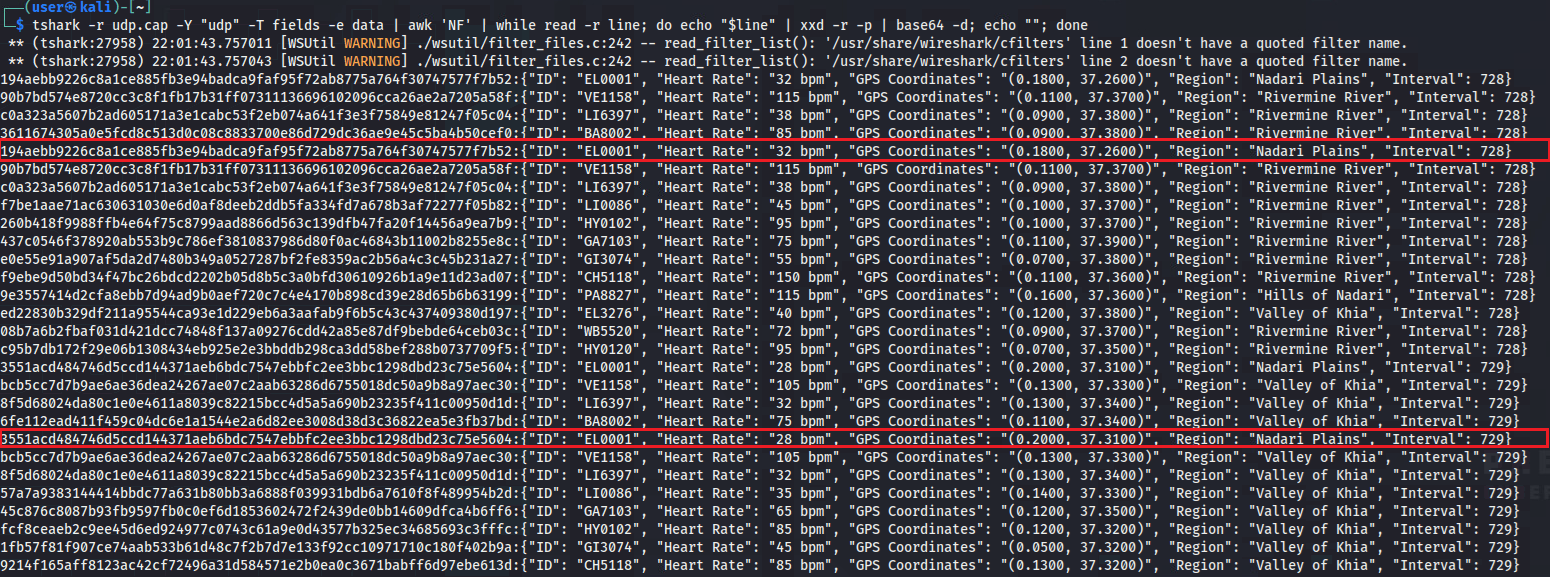 ┌──(user㉿kali)-[~]
└─$ tshark -r udp.cap -Y "udp" -T fields -e data | awk 'NF' | while read -r line; do echo "$line" | xxd -r -p | base64 -d; echo ""; done
 ** (tshark:27958) 22:01:43.757011 [WSUtil WARNING] ./wsutil/filter_files.c:242 -- read_filter_list(): '/usr/share/wireshark/cfilters' line 1 doesn't have a quoted filter name.
 ** (tshark:27958) 22:01:43.757043 [WSUtil WARNING] ./wsutil/filter_files.c:242 -- read_filter_list(): '/usr/share/wireshark/cfilters' line 2 doesn't have a quoted filter name.
194aebb9226c8a1ce885fb3e94badca9faf95f72ab8775a764f30747577f7b52:{"ID": "EL0001", "Heart Rate": "32 bpm", "GPS Coordinates": "(0.1800, 37.2600)", "Region": "Nadari Plains", "Interval": 728}
90b7bd574e8720cc3c8f1fb17b31ff07311136696102096cca26ae2a7205a58f:{"ID": "VE1158", "Heart Rate": "115 bpm", "GPS Coordinates": "(0.1100, 37.3700)", "Region": "Rivermine River", "Interval": 728}
c0a323a5607b2ad605171a3e1cabc53f2eb074a641f3e3f75849e81247f05c04:{"ID": "LI6397", "Heart Rate": "38 bpm", "GPS Coordinates": "(0.0900, 37.3800)", "Region": "Rivermine River", "Interval": 728}
3611674305a0e5fcd8c513d0c08c8833700e86d729dc36ae9e45c5ba4b50cef0:{"ID": "BA8002", "Heart Rate": "85 bpm", "GPS Coordinates": "(0.0900, 37.3800)", "Region": "Rivermine River", "Interval": 728}
194aebb9226c8a1ce885fb3e94badca9faf95f72ab8775a764f30747577f7b52:{"ID": "EL0001", "Heart Rate": "32 bpm", "GPS Coordinates": "(0.1800, 37.2600)", "Region": "Nadari Plains", "Interval": 728}
90b7bd574e8720cc3c8f1fb17b31ff07311136696102096cca26ae2a7205a58f:{"ID": "VE1158", "Heart Rate": "115 bpm", "GPS Coordinates": "(0.1100, 37.3700)", "Region": "Rivermine River", "Interval": 728}
c0a323a5607b2ad605171a3e1cabc53f2eb074a641f3e3f75849e81247f05c04:{"ID": "LI6397", "Heart Rate": "38 bpm", "GPS Coordinates": "(0.0900, 37.3800)", "Region": "Rivermine River", "Interval": 728}
f7be1aae71ac630631030e6d0af8deeb2ddb5fa334fd7a678b3af72277f05b82:{"ID": "LI0086", "Heart Rate": "45 bpm", "GPS Coordinates": "(0.1000, 37.3700)", "Region": "Rivermine River", "Interval": 728}
260b418f9988ffb4e64f75c8799aad8866d563c139dfb47fa20f14456a9ea7b9:{"ID": "HY0102", "Heart Rate": "95 bpm", "GPS Coordinates": "(0.1000, 37.3700)", "Region": "Rivermine River", "Interval": 728}
437c0546f378920ab553b9c786ef3810837986d80f0ac46843b11002b8255e8c:{"ID": "GA7103", "Heart Rate": "75 bpm", "GPS Coordinates": "(0.1100, 37.3900)", "Region": "Rivermine River", "Interval": 728}
e0e55e91a907af5da2d7480b349a0527287bf2fe8359ac2b56a4c3c45b231a27:{"ID": "GI3074", "Heart Rate": "55 bpm", "GPS Coordinates": "(0.0700, 37.3800)", "Region": "Rivermine River", "Interval": 728}
f9ebe9d50bd34f47bc26bdcd2202b05d8b5c3a0bfd30610926b1a9e11d23ad07:{"ID": "CH5118", "Heart Rate": "150 bpm", "GPS Coordinates": "(0.1100, 37.3600)", "Region": "Rivermine River", "Interval": 728}
9e3557414d2cfa8ebb7d94ad9b0aef720c7c4e4170b898cd39e28d65b6b63199:{"ID": "PA8827", "Heart Rate": "115 bpm", "GPS Coordinates": "(0.1600, 37.3600)", "Region": "Hills of Nadari", "Interval": 728}
ed22830b329df211a95544ca93e1d229eb6a3aafab9f6b5c43c437409380d197:{"ID": "EL3276", "Heart Rate": "40 bpm", "GPS Coordinates": "(0.1200, 37.3800)", "Region": "Valley of Khia", "Interval": 728}
08b7a6b2fbaf031d421dcc74848f137a09276cdd42a85e87df9bebde64ceb03c:{"ID": "WB5520", "Heart Rate": "72 bpm", "GPS Coordinates": "(0.0900, 37.3700)", "Region": "Rivermine River", "Interval": 728}
c95b7db172f29e06b1308434eb925e2e3bbddb298ca3dd58bef288b0737709f5:{"ID": "HY0120", "Heart Rate": "95 bpm", "GPS Coordinates": "(0.0700, 37.3500)", "Region": "Rivermine River", "Interval": 728}
3551acd484746d5ccd144371aeb6bdc7547ebbfc2ee3bbc1298dbd23c75e5604:{"ID": "EL0001", "Heart Rate": "28 bpm", "GPS Coordinates": "(0.2000, 37.3100)", "Region": "Nadari Plains", "Interval": 729}
bcb5cc7d7b9ae6ae36dea24267ae07c2aab63286d6755018dc50a9b8a97aec30:{"ID": "VE1158", "Heart Rate": "105 bpm", "GPS Coordinates": "(0.1300, 37.3300)", "Region": "Valley of Khia", "Interval": 729}
8f5d68024da80c1e0e4611a8039c82215bcc4d5a5a690b23235f411c00950d1d:{"ID": "LI6397", "Heart Rate": "32 bpm", "GPS Coordinates": "(0.1300, 37.3400)", "Region": "Valley of Khia", "Interval": 729}
6fe112ead411f459c04dc6e1a1544e2a6d82ee3008d38d3c36822ea5e3fb37bd:{"ID": "BA8002", "Heart Rate": "75 bpm", "GPS Coordinates": "(0.1100, 37.3400)", "Region": "Valley of Khia", "Interval": 729}
3551acd484746d5ccd144371aeb6bdc7547ebbfc2ee3bbc1298dbd23c75e5604:{"ID": "EL0001", "Heart Rate": "28 bpm", "GPS Coordinates": "(0.2000, 37.3100)", "Region": "Nadari Plains", "Interval": 729}
bcb5cc7d7b9ae6ae36dea24267ae07c2aab63286d6755018dc50a9b8a97aec30:{"ID": "VE1158", "Heart Rate": "105 bpm", "GPS Coordinates": "(0.1300, 37.3300)", "Region": "Valley of Khia", "Interval": 729}
8f5d68024da80c1e0e4611a8039c82215bcc4d5a5a690b23235f411c00950d1d:{"ID": "LI6397", "Heart Rate": "32 bpm", "GPS Coordinates": "(0.1300, 37.3400)", "Region": "Valley of Khia", "Interval": 729}
57a7a9383144414bbdc77a631b80bb3a6888f039931bdb6a7610f8f489954b2d:{"ID": "LI0086", "Heart Rate": "35 bpm", "GPS Coordinates": "(0.1400, 37.3300)", "Region": "Valley of Khia", "Interval": 729}
45c876c8087b93fb9597fb0c0ef6d1853602472f2439de0bb14609dfca4b6ff6:{"ID": "GA7103", "Heart Rate": "65 bpm", "GPS Coordinates": "(0.1200, 37.3500)", "Region": "Valley of Khia", "Interval": 729}
fcf8ceaeb2c9ee45d6ed924977c0743c61a9e0d43577b325ec34685693c3fffc:{"ID": "HY0102", "Heart Rate": "85 bpm", "GPS Coordinates": "(0.1200, 37.3200)", "Region": "Valley of Khia", "Interval": 729}
1fb57f81f907ce74aab533b61d48c7f2b7d7e133f92cc10971710c180f402b9a:{"ID": "GI3074", "Heart Rate": "45 bpm", "GPS Coordinates": "(0.0500, 37.3200)", "Region": "Valley of Khia", "Interval": 729}
9214f165aff8123ac42cf72496a31d584571e2b0ea0c3671babff6d97ebe613d:{"ID": "CH5118", "Heart Rate": "85 bpm", "GPS Coordinates": "(0.1300, 37.3200)", "Region": "Valley of Khia", "Interval": 729}